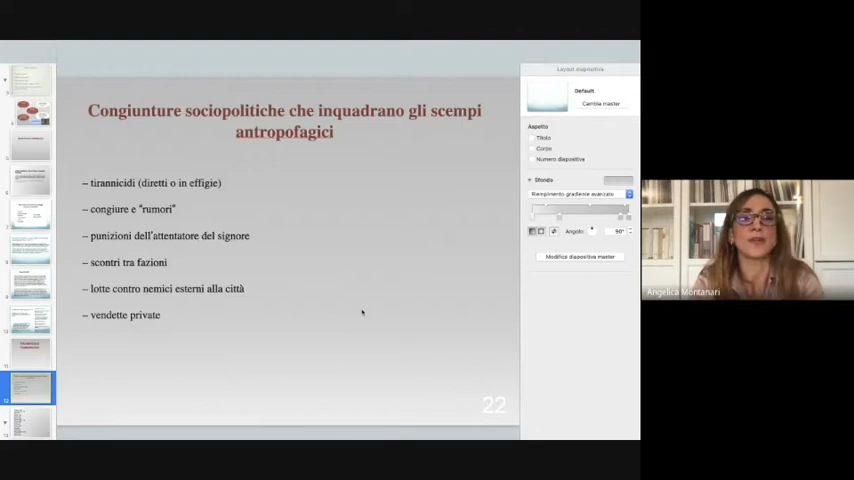 Layout diapositiva
Default
Cambia master
Congiunture sociopolitiche che inquadrano gli scempi
antropofagici
Aspetto
Titolo
Corpo
Numero diapositiva
– tirannicidi (diretti o in effigie)
Sfondo
Riempimento gradiente avanzato
– congiure e "rumori"
– punizioni dell'attentatore del signore
Angolo:
90°
Modifica diapositiva master
– scontri tra fazioni
– lotte contro nemici esterni alla città
– vendette private
22
Angelica Montanari